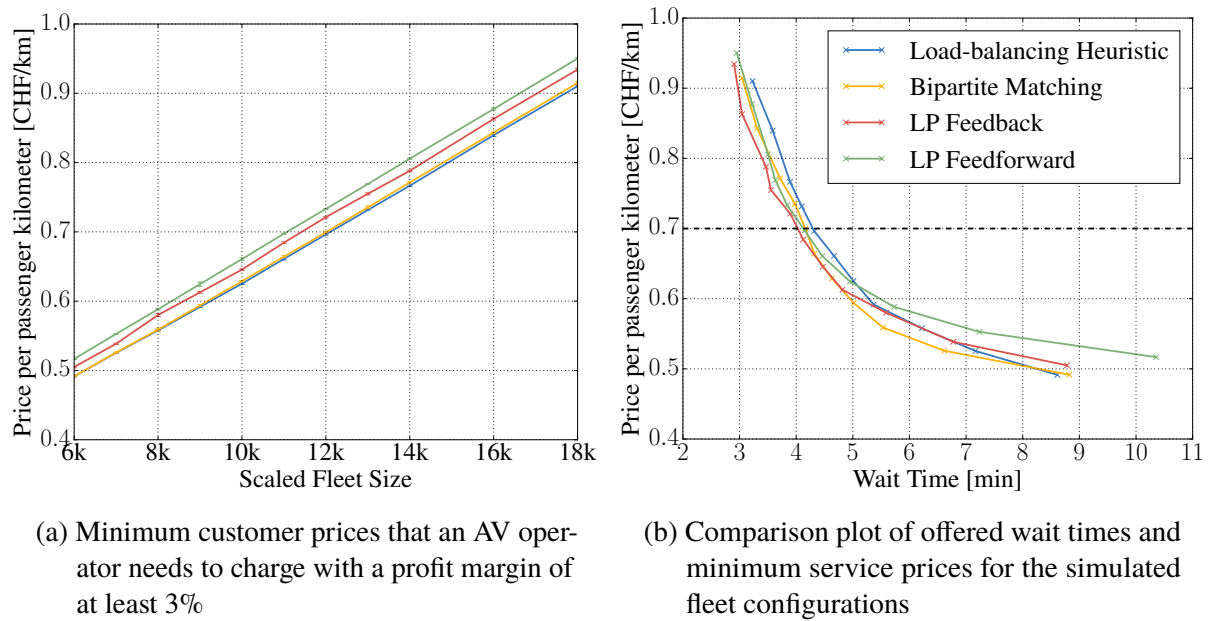 1.0
0.9
0.8
0.7
0.6
0.5
0.4
Price per passenger kilometer [CHF/km]
6k 8k 10k 12k 14k 16k 18k
Scaled Fleet Size
(a) Minimum customer prices that an AV oper-
ator needs to charge with a profit margin of
at least 3%
1.0
0.9
0.8
0.7
0.6
0.5
0.4
Price per passenger kilometer [CHF/km]
Load-balancing Heuristic
Bipartite Matching
LP Feedback
LP Feedforward
2 3 4 5 6 7 8 9 10 11
Wait Time [min]
(b) Comparison plot of offered wait times and
minimum service prices for the simulated
fleet configurations